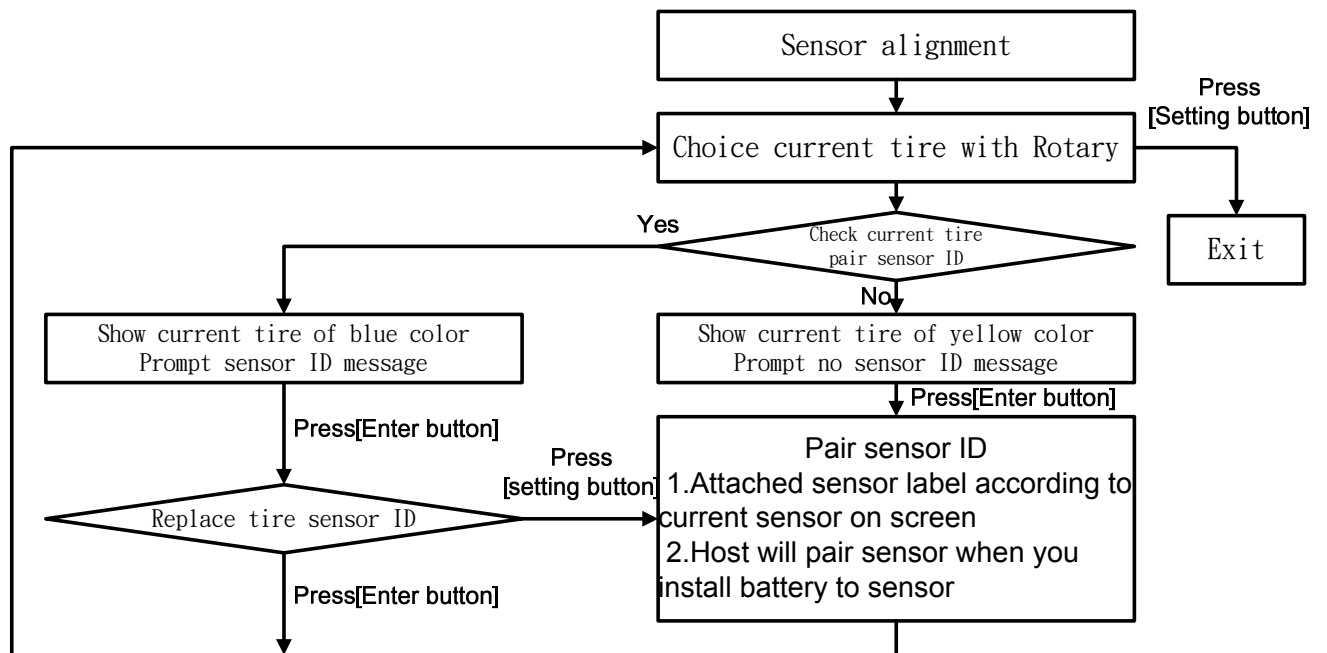 Sensor alignment
Press
[Setting button]
Choice current tire with Rotary
Yes
Check current tire
pair sensor ID
Exit
No
Show current tire of blue color
Prompt sensor ID message
Show current tire of yellow color
Prompt no sensor ID message
Press[Enter button]
Press[Enter button]
Press
[setting button]
Pair sensor ID
1.Attached sensor label according to
current sensor on screen
2.Host will pair sensor when you
install battery to sensor
Replace tire sensor ID
Press[Enter button]